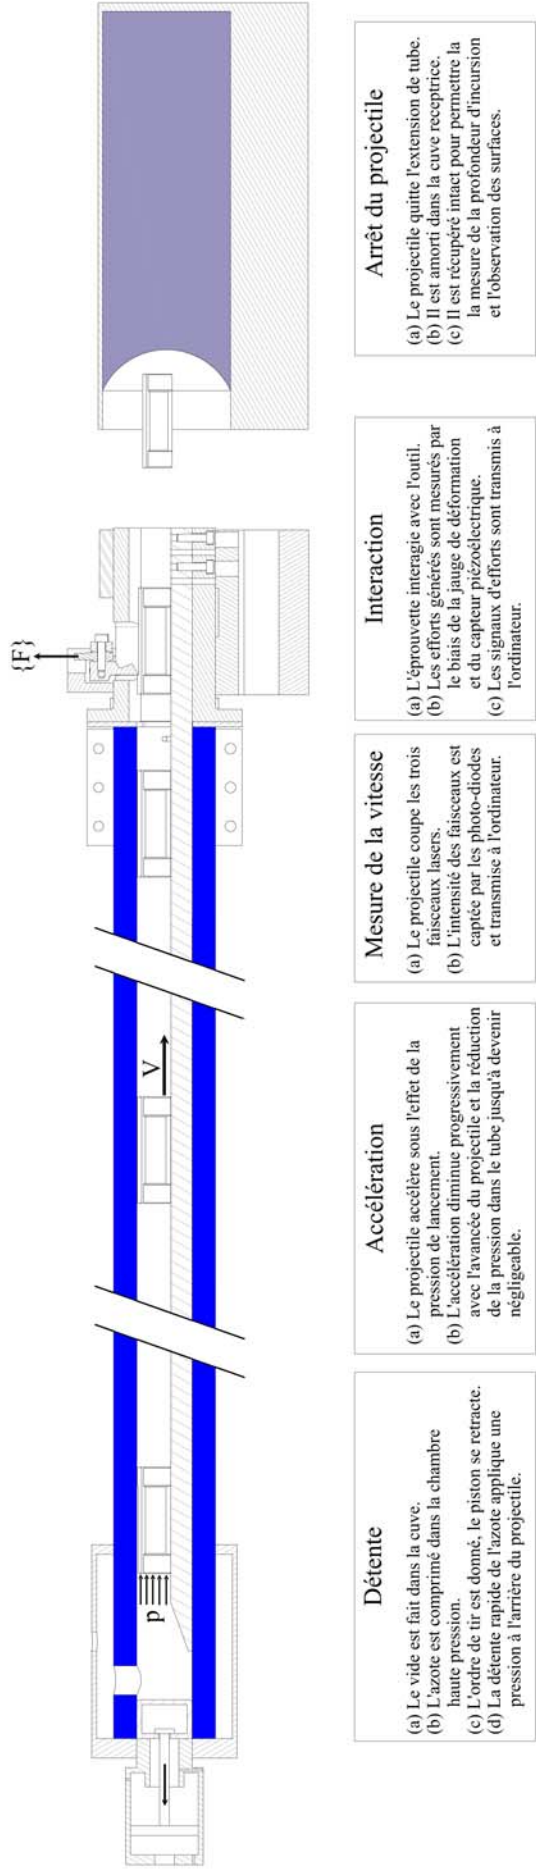 {F}
p
V
Détente
(a) Le vide est fait dans la cuve.
(b) L'azote est comprimé dans la chambre
haute pression.
(c) L'ordre de tir est donné, le piston se retracte.
(d) La détente rapide de l'azote applique une
pression à l'arrière du projectile.
Accélération
(a) Le projectile accélère sous l'effet de la
pression de lancement.
(b) L'accélération diminue progressivement
avec l'avancée du projectile et la réduction
de la pression dans le tube jusqu'à devenir
négligeable.
Mesure de la vitesse
(a) Le projectile coupe les trois
faisceaux lasers.
(b) L'intensité des faisceaux est
captée par les photo-diodes
et transmise à l'ordinateur.
Interaction
(a) L'éprouvette interagie avec l'outil.
(b) Les efforts générés sont mesurés par
le biais de la jauge de déformation
et du capteur piézoélectrique.
(c) Les signaux d'efforts sont transmis à
l'ordinateur.
Arrêt du projectile
(a) Le projectile quitte l'extension de tube.
(b) Il est amorti dans la cuve receptrice.
(c) Il est récupéré intact pour permettre la
la mesure de la profondeur d'incursion
et l'observation des surfaces.